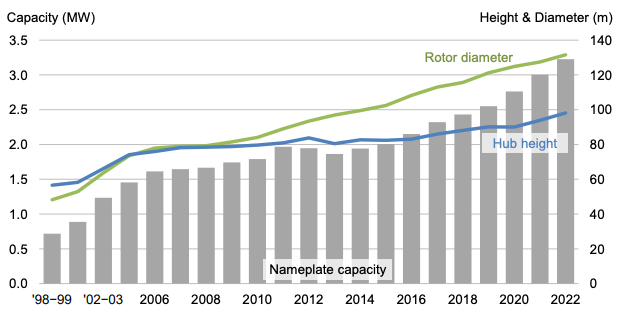 Capacity (MW) Height & Diameter (m)
3.5 140
Rotor diameter
3.0 120
2.5 100
2.0 80
Hub height
1.5 60
1.0 40
0.5 20
Nameplate capacity
0.0 0
'98−99 '02−03 2006 2008 2010 2012 2014 2016 2018 2020 2022